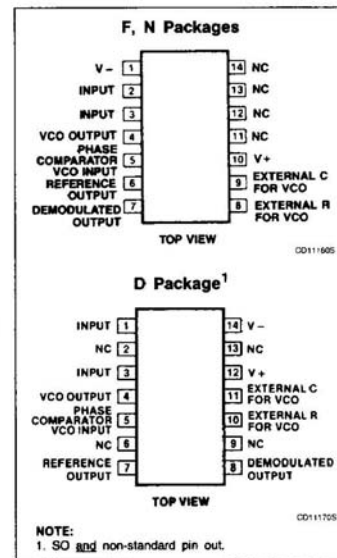 F, N Packages
V- 1
14 NC
INPUT 2
13 NC
INPUT 3
12 NC
VCO OUTPUT 4
11 NC
PHASE
COMPARATOR 5
VCO INPUT
10 V+
REFERENCE 6
OUTPUT
9 EXTERNAL C
FOR VCO
DEMODULATED 7
OUTPUT
8 EXTERNAL R
FOR VCO
TOP VIEW
CD11160S
D Package1
INPUT 1
14 V-
NC 2
13 NC
INPUT 3
12 V+
VCO OUTPUT 4
11 EXTERNAL C
FOR VCO
PHASE
COMPARATOR 5
VCO INPUT
10 EXTERNAL R
FOR VCO
NC 6
9 NC
REFERENCE 7
OUTPUT
8 DEMODULATED
OUTPUT
TOP VIEW
CD11170S
NOTE:
1. SO and non-standard pin out.